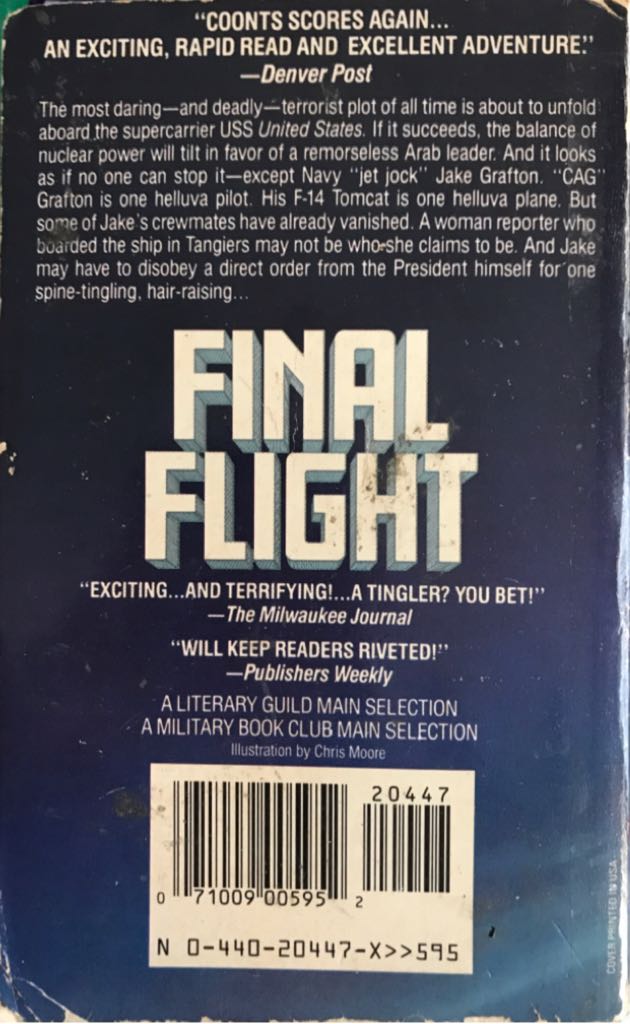 "COONTS SCORES AGAIN...
AN EXCITING, RAPID READ AND EXCELLENT ADVENTURE."
—Denver Post
The most daring—and deadly—terrorist plot of all time is about to unfold
aboard the supercarrier USS United States. If it succeeds, the balance of
nuclear power will tilt in favor of a remorseless Arab leader. And it looks
as if no one can stop it—except Navy "jet jock" Jake Grafton. "CAG"
Grafton is one helluva pilot. His F-14 Tomcat is one helluva plane. But
some of Jake's crewmates have already vanished. A woman reporter who
boarded the ship in Tangiers may not be who she claims to be. And Jake
may have to disobey a direct order from the President himself for one
spine-tingling, hair-raising...
FINAL
FLIGHT
"EXCITING...AND TERRIFYING!...A TINGLER? YOU BET!"
—The Milwaukee Journal
"WILL KEEP READERS RIVETED!"
—Publishers Weekly
A LITERARY GUILD MAIN SELECTION
A MILITARY BOOK CLUB MAIN SELECTION
Illustration by Chris Moore
20447
0 71009 00595 2
N 0-440-20447-X>>595
COVER PRINTED IN USA